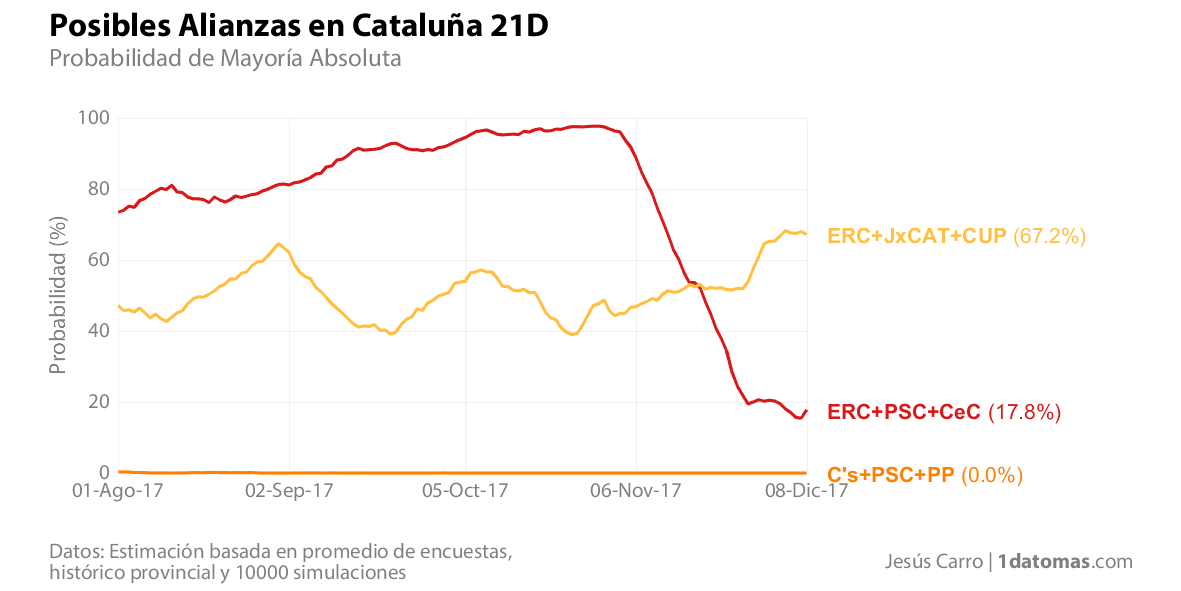 Posibles Alianzas en Cataluña 21D
Probabilidad de Mayoría Absoluta
Probabilidad (%)
100
80
60
40
20
0
01-Ago-17
02-Sep-17
05-Oct-17
06-Nov-17
08-Dic-17
ERC+JxCAT+CUP (67.2%)
ERC+PSC+CeC (17.8%)
C's+PSC+PP (0.0%)
Datos: Estimación basada en promedio de encuestas,
histórico provincial y 10000 simulaciones
Jesús Carro | 1datomas.com